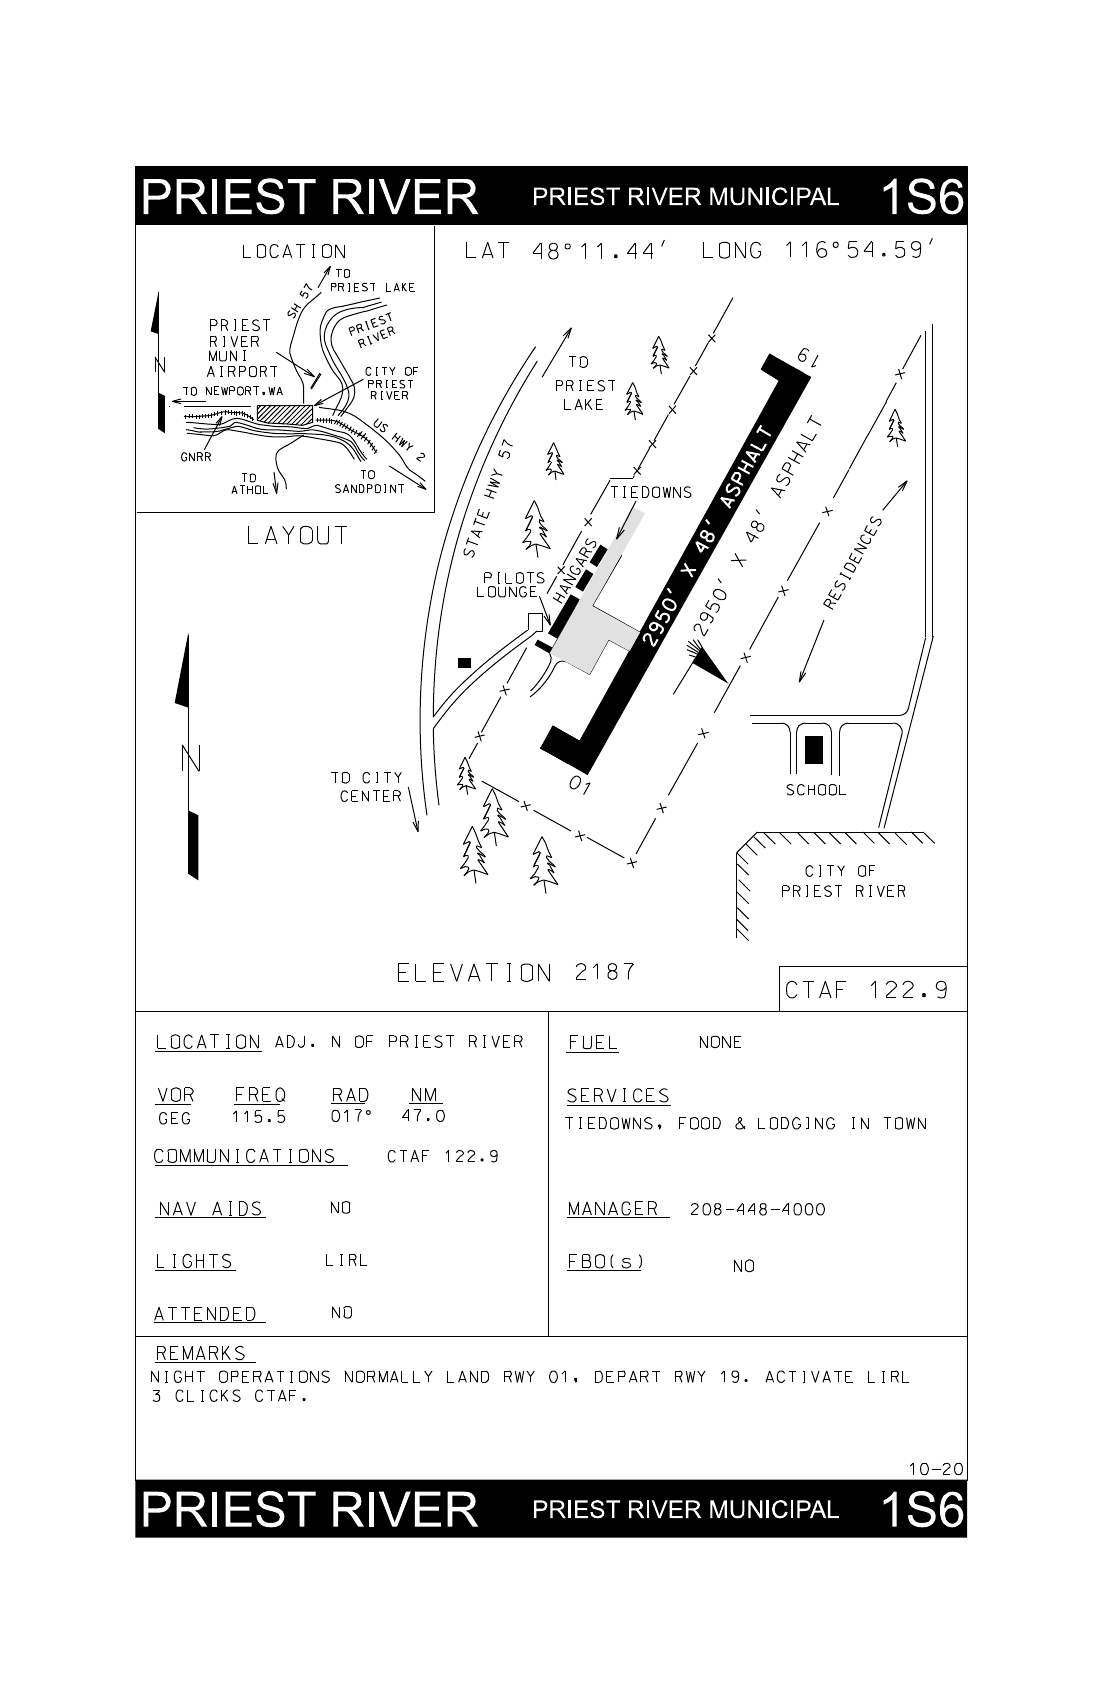 PRIEST RIVER PRIEST RIVER MUNICIPAL 1S6
LOCATION
TO
PRIEST LAKE
SH 57
PRIEST
RIVER
PRIEST
RIVER
MUNI
AIRPORT
N
TO NEWPORT,WA
CITY OF
PRIEST
RIVER
US HWY 2
GNRR
TO
ATHOL
TO
SANDPOINT
LAT 48°11.44′ LONG 116°54.59′
LAYOUT
TO
PRIEST
LAKE
19
STATE HWY 57
TIEDOWNS
2950′ X 48′ ASPHALT
2950′ X 48′ ASPHALT
HANGARS
PILOTS
LOUNGE
RESIDENCES
N
TO CITY
CENTER
01
SCHOOL
CITY OF
PRIEST RIVER
ELEVATION 2187
CTAF 122.9
LOCATION ADJ. N OF PRIEST RIVER
VOR FREQ RAD NM
GEG 115.5 017° 47.0
COMMUNICATIONS CTAF 122.9
NAV AIDS NO
LIGHTS LIRL
ATTENDED NO
FUEL NONE
SERVICES
TIEDOWNS, FOOD & LODGING IN TOWN
MANAGER 208-448-4000
FBO(s) NO
REMARKS
NIGHT OPERATIONS NORMALLY LAND RWY 01, DEPART RWY 19. ACTIVATE LIRL
3 CLICKS CTAF.
10-20
PRIEST RIVER PRIEST RIVER MUNICIPAL 1S6